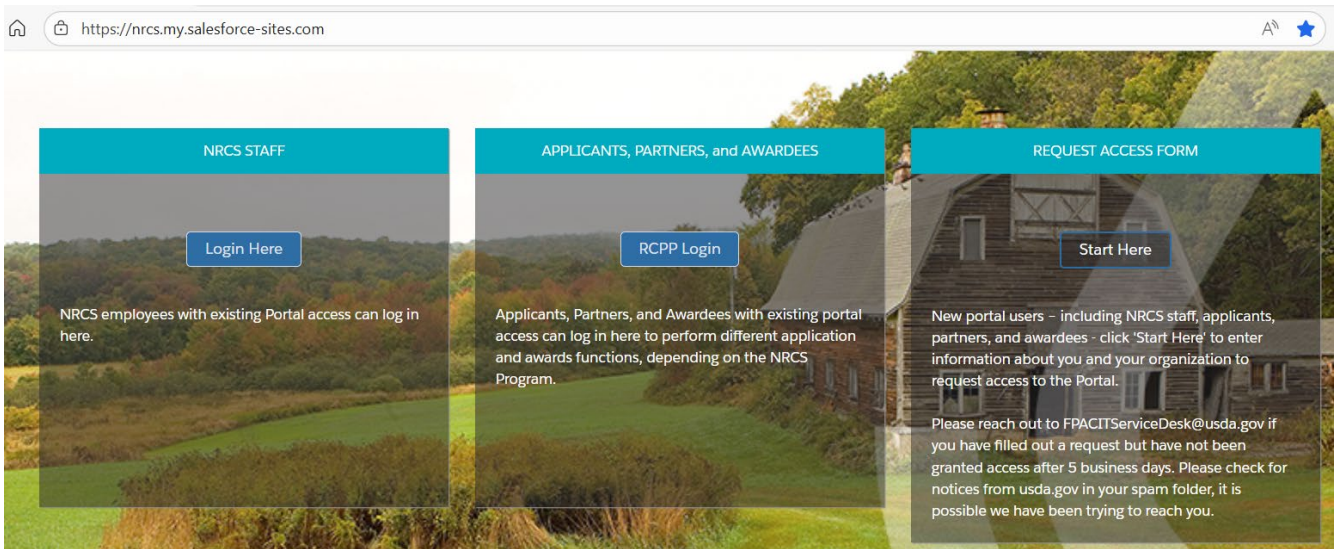 https://nrcs.my.salesforce-sites.com
NRCS STAFF
Login Here
NRCS employees with existing Portal access can log in
here.
APPLICANTS, PARTNERS, and AWARDEES
RCPP Login
Applicants, Partners, and Awardees with existing portal
access can log in here to perform different application
and awards functions, depending on the NRCS
Program.
REQUEST ACCESS FORM
Start Here
New portal users – including NRCS staff, applicants,
partners, and awardees - click 'Start Here' to enter
information about you and your organization to
request access to the Portal.
Please reach out to FPACITServiceDesk@usda.gov if
you have filled out a request but have not been
granted access after 5 business days. Please check for
notices from usda.gov in your spam folder, it is
possible we have been trying to reach you.